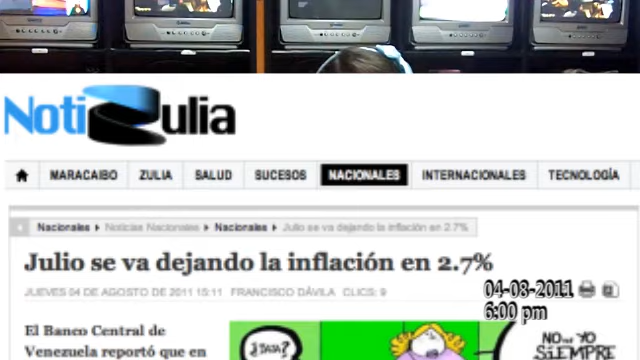 NotiZulia
MARACAIBO ZULIA SALUD SUCESOS NACIONALES INTERNACIONALES TECNOLOGÍA
Nacionales Noticias Nacionales Nacionales Julio se va dejando la inflación en 2.7%
Julio se va dejando la inflación en 2.7%
JUEVES 04 DE AGOSTO DE 2011 15:11 FRANCISCO DÁVILA CLICS: 9
04-08-2011
6:00 pm
El Banco Central de
Venezuela reportó que en
NO... YO
SIEMPRE